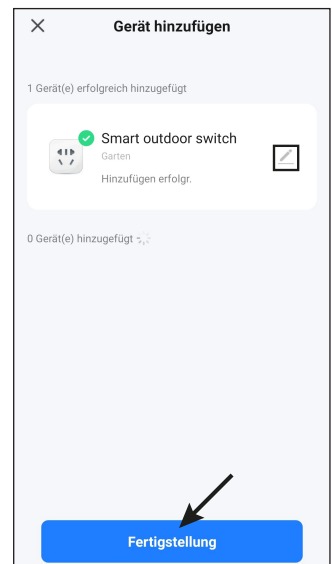 Gerät hinzufügen
1 Gerät(e) erfolgreich hinzugefügt
Smart outdoor switch
Garten
Hinzufügen erfolgr.
0 Gerät(e) hinzugefügt
Fertigstellung